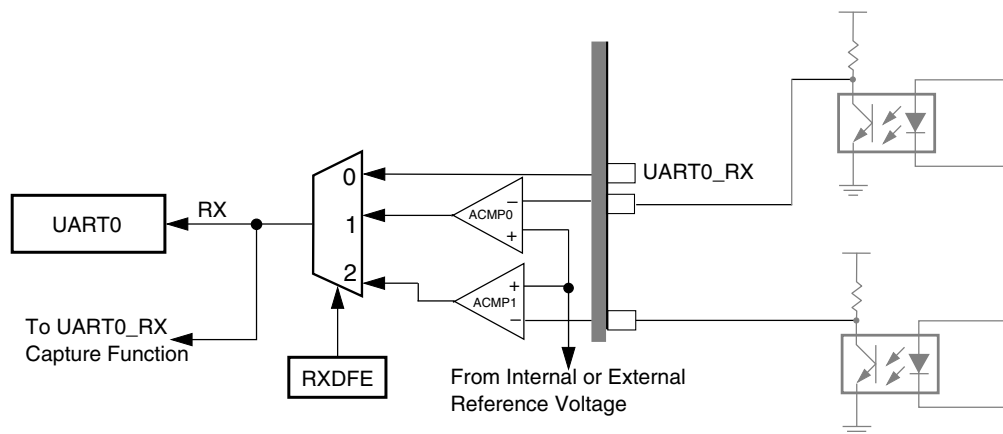 UART0_RX
0
RX
UART0
1
ACMP0
−
+
2
ACMP1
+
−
To UART0_RX
Capture Function
RXDFE
From Internal or External
Reference Voltage